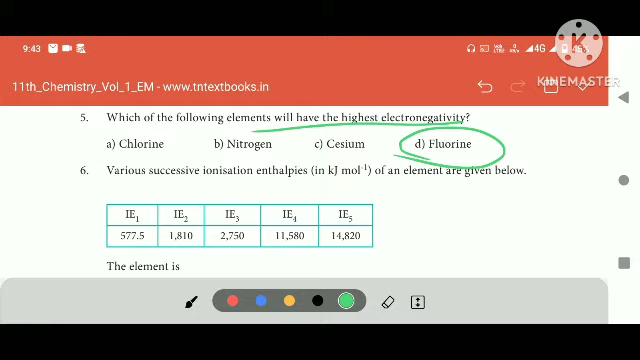 9:43 4G 45%
KINEMASTER
11th_Chemistry_Vol_1_EM - www.tntextbooks.in
5. Which of the following elements will have the highest electronegativity?
a) Chlorine b) Nitrogen c) Cesium d) Fluorine
6. Various successive ionisation enthalpies (in kJ mol⁻¹) of an element are given below.
IE₁ IE₂ IE₃ IE₄ IE₅
577.5 1,810 2,750 11,580 14,820
The element is